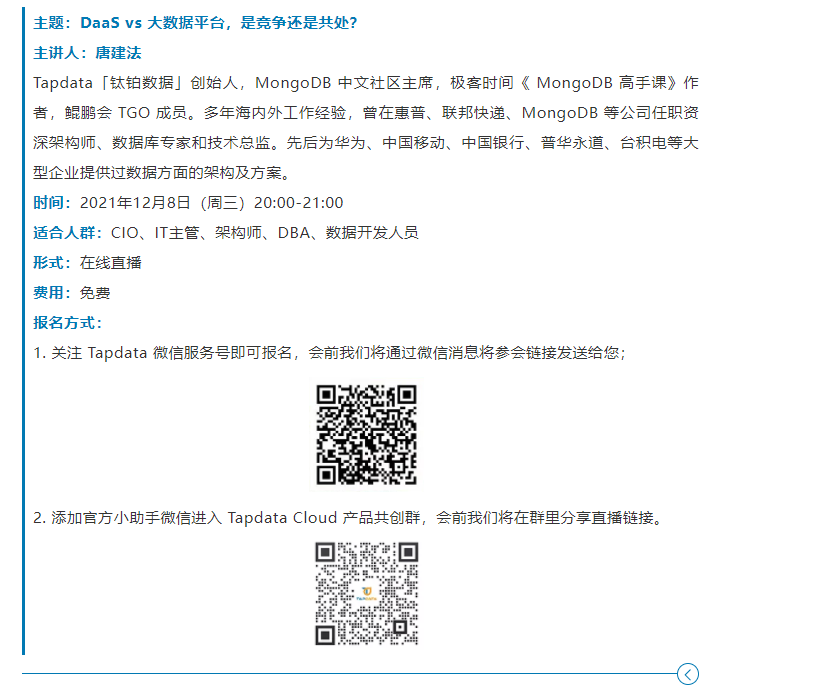 主题：DaaS vs 大数据平台，是竞争还是共处？
主讲人：唐建法
Tapdata「钛铂数据」创始人，MongoDB 中文社区主席，极客时间《 MongoDB 高手课》作
者，鲲鹏会 TGO 成员。多年海内外工作经验，曾在惠普、联邦快递、MongoDB 等公司任职资
深架构师、数据库专家和技术总监。先后为华为、中国移动、中国银行、普华永道、台积电等大
型企业提供过数据方面的架构及方案。
时间：2021年12月8日（周三）20:00-21:00
适合人群：CIO、IT主管、架构师、DBA、数据开发人员
形式：在线直播
费用：免费
报名方式：
1. 关注 Tapdata 微信服务号即可报名，会前我们将通过微信消息将参会链接发送给您；
2. 添加官方小助手微信进入 Tapdata Cloud 产品共创群，会前我们将在群里分享直播链接。